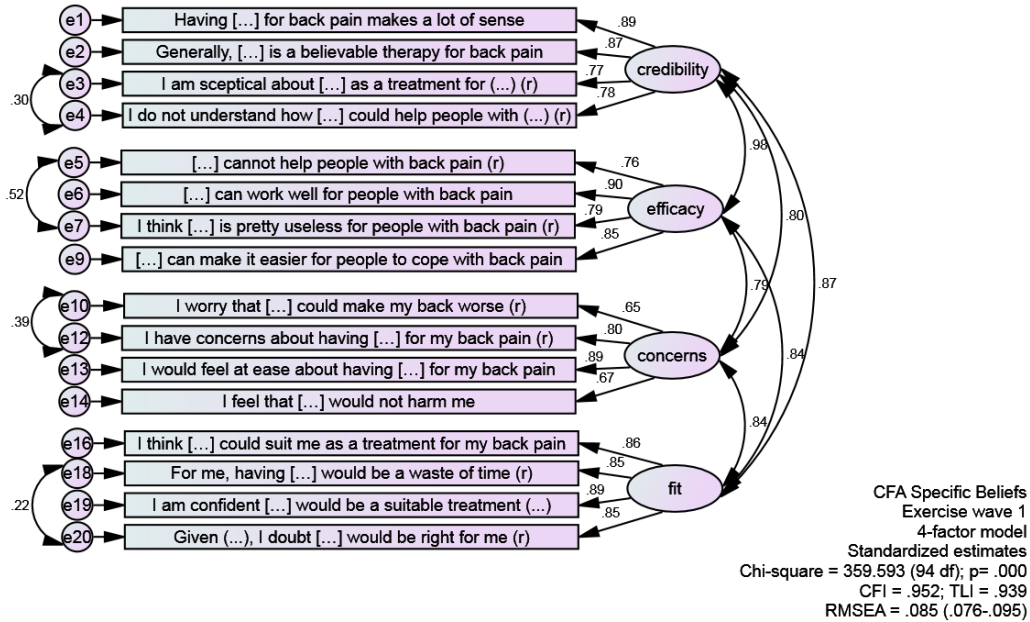 e1 Having [...] for back pain makes a lot of sense .89
e2 Generally, [...] is a believable therapy for back pain .87
credibility
e3 I am sceptical about [...] as a treatment for (...) (r) .77
.30
e4 I do not understand how [...] could help people with (...) (r) .78
.98
e5 [...] cannot help people with back pain (r) .76
.52
e6 [...] can work well for people with back pain .90
efficacy
.80
e7 I think [...] is pretty useless for people with back pain (r) .79
e9 [...] can make it easier for people to cope with back pain .85
.79
.87
e10 I worry that [...] could make my back worse (r) .65
.39
e12 I have concerns about having [...] for my back pain (r) .80
concerns
.84
e13 I would feel at ease about having [...] for my back pain .89
e14 I feel that [...] would not harm me .67
.84
e16 I think [...] could suit me as a treatment for my back pain .86
e18 For me, having [...] would be a waste of time (r) .85
fit
.22
e19 I am confident [...] would be a suitable treatment (...) .89
e20 Given (...), I doubt [...] would be right for me (r) .85
CFA Specific Beliefs
Exercise wave 1
4-factor model
Standardized estimates
Chi-square = 359.593 (94 df); p= .000
CFI = .952; TLI = .939
RMSEA = .085 (.076-.095)